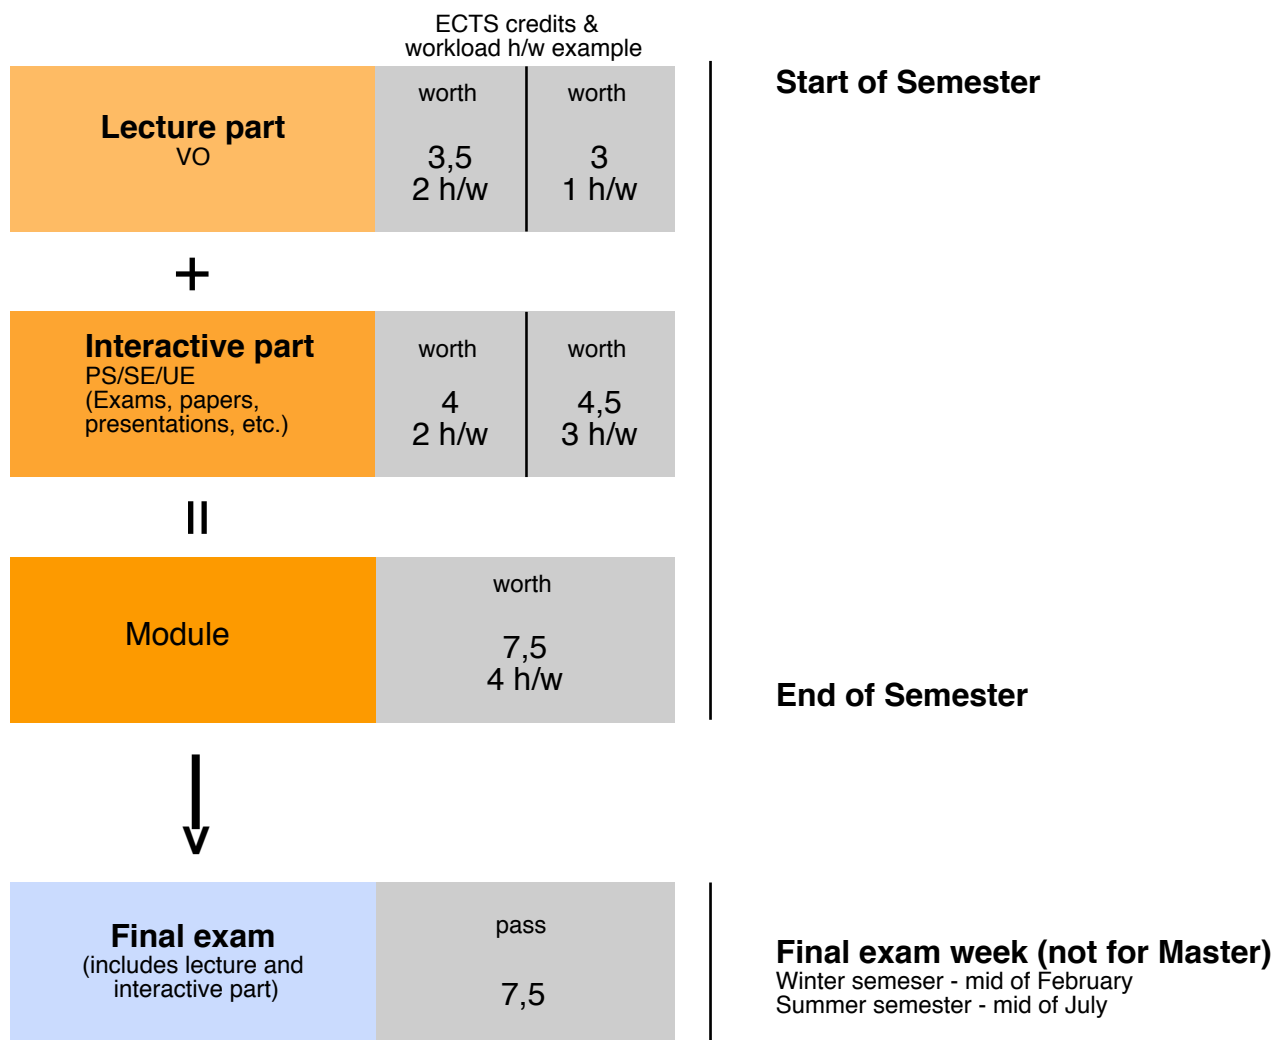 ECTS credits &
workload h/w example
Lecture part
VO
worth
3,5
2 h/w
worth
3
1 h/w
Start of Semester
+
Interactive part
PS/SE/UE
(Exams, papers,
presentations, etc.)
worth
4
2 h/w
worth
4,5
3 h/w
=
Module
worth
7,5
4 h/w
End of Semester
Final exam
(includes lecture and
interactive part)
pass
7,5
Final exam week (not for Master)
Winter semeser - mid of February
Summer semester - mid of July